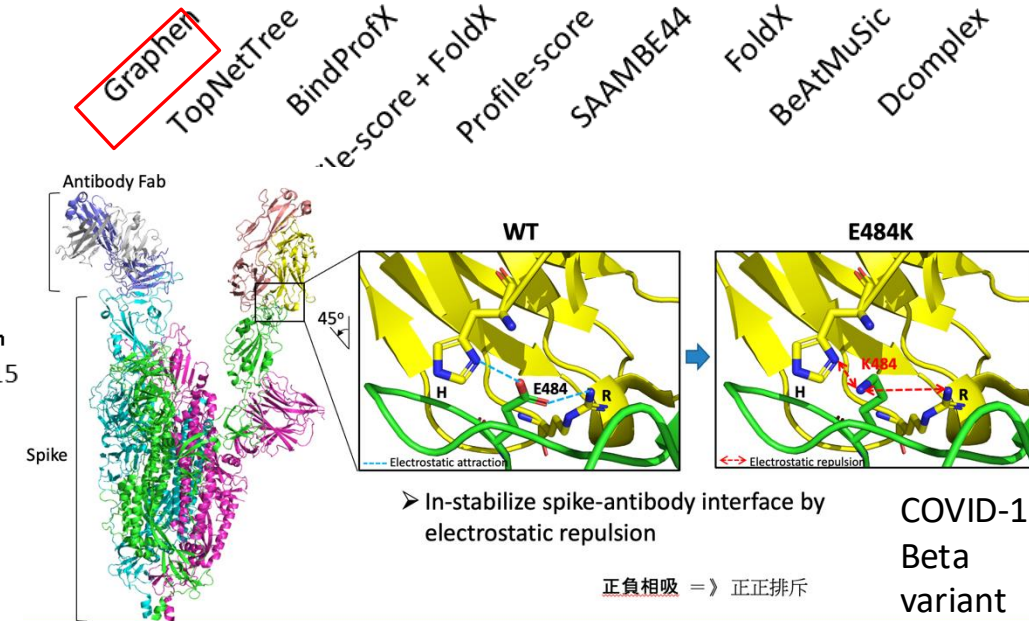 Graphen
TopNetTree
BindProfX
ile-score + FoldX
Profile-score
SAAMBE44
FoldX
BeAtMuSic
Dcomplex
Antibody Fab
Spike
15
45°
WT
E484
H
R
Electrostatic attraction
E484K
K484
H
R
Electrostatic repulsion
➤ In-stabilize spike-antibody interface by
electrostatic repulsion
正負相吸 =》 正正排斥
COVID-1
Beta
variant